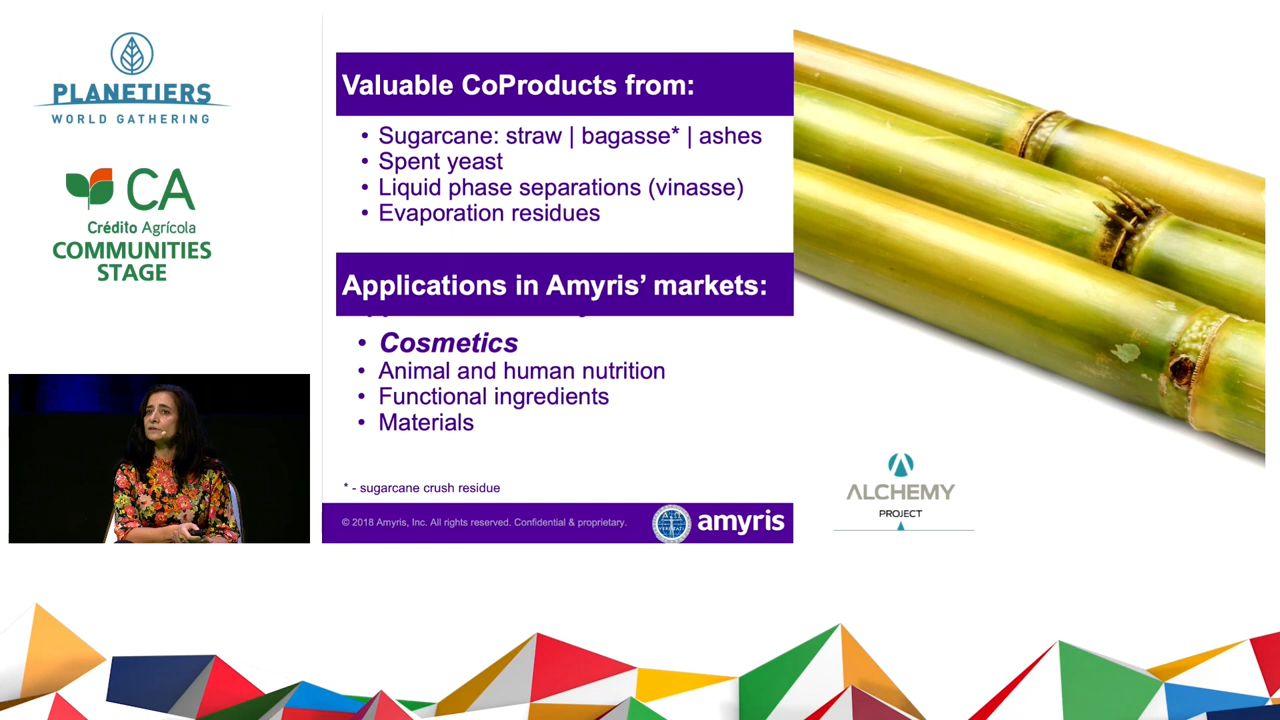 PLANETIERS
WORLD GATHERING
CA
Crédito Agrícola
COMMUNITIES
STAGE
Valuable CoProducts from:
• Sugarcane: straw | bagasse* | ashes
• Spent yeast
• Liquid phase separations (vinasse)
• Evaporation residues
Applications in Amyris’ markets:
• Cosmetics
• Animal and human nutrition
• Functional ingredients
• Materials
* - sugarcane crush residue
© 2018 Amyris, Inc. All rights reserved. Confidential & proprietary.
amyris
ALCHEMY
PROJECT